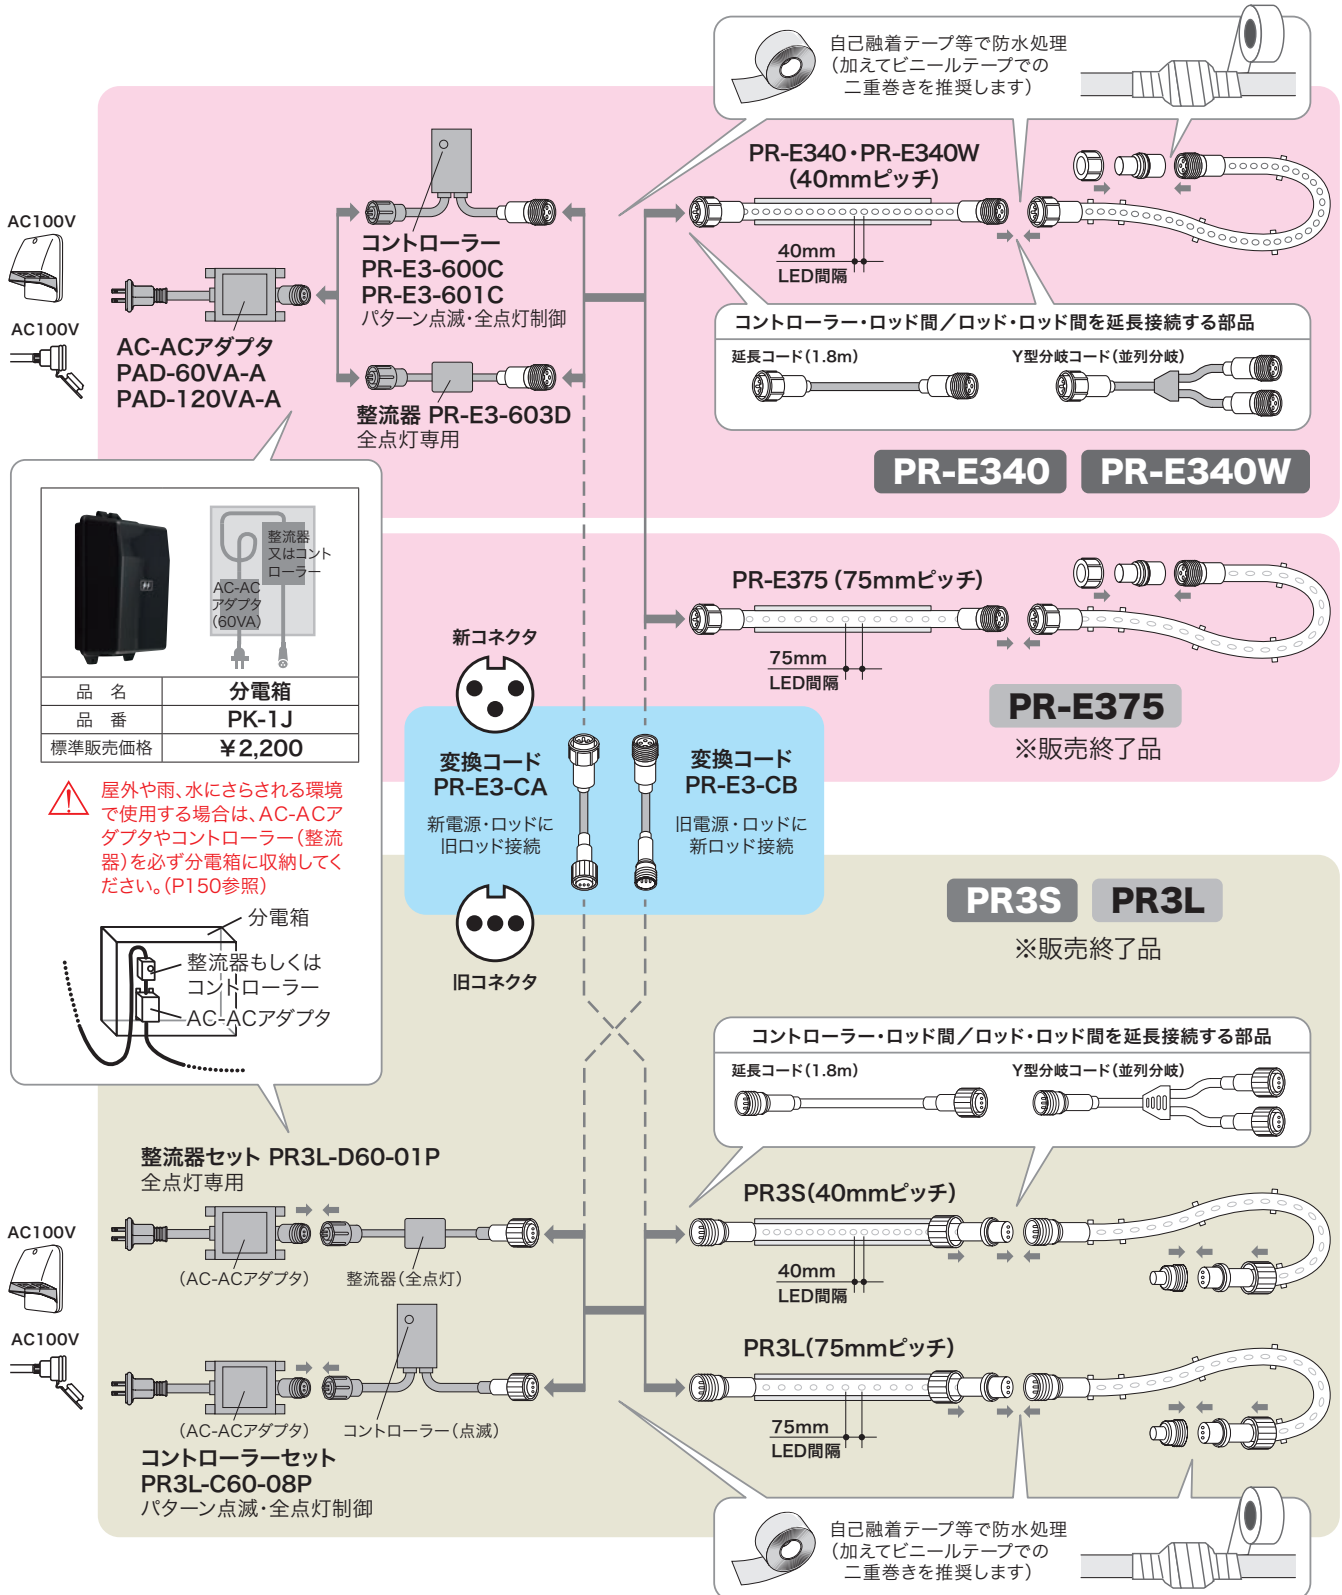 自己融着テープ等で防水処理
(加えてビニールテープでの
二重巻きを推奨します)
PR-E340・PR-E340W
(40mmピッチ)
40mm
LED間隔
AC100V
AC100V
コントローラー
PR-E3-600C
PR-E3-601C
パターン点滅・全点灯制御
AC-ACアダプタ
PAD-60VA-A
PAD-120VA-A
整流器 PR-E3-603D
全点灯専用
コントローラー・ロッド間／ロッド・ロッド間を延長接続する部品
延長コード(1.8m)
Y型分岐コード(並列分岐)
PR-E340
PR-E340W
整流器
又はコント
ローラー
AC-AC
アダプタ
(60VA)
品 名 分電箱
品 番 PK-1J
標準販売価格 ￥2,200
屋外や雨、水にさらされる環境
で使用する場合は、AC-ACア
ダプタやコントローラー(整流
器)を必ず分電箱に収納してく
ださい。(P150参照)
分電箱
整流器もしくは
コントローラー
AC-ACアダプタ
PR-E375 (75mmピッチ)
75mm
LED間隔
PR-E375
※販売終了品
新コネクタ
変換コード
PR-E3-CA
新電源・ロッドに
旧ロッド接続
変換コード
PR-E3-CB
旧電源・ロッドに
新ロッド接続
旧コネクタ
PR3S
PR3L
※販売終了品
コントローラー・ロッド間／ロッド・ロッド間を延長接続する部品
延長コード(1.8m)
Y型分岐コード(並列分岐)
整流器セット PR3L-D60-01P
全点灯専用
AC100V
AC100V
(AC-ACアダプタ)
整流器(全点灯)
(AC-ACアダプタ)
コントローラー(点滅)
コントローラーセット
PR3L-C60-08P
パターン点滅・全点灯制御
PR3S(40mmピッチ)
40mm
LED間隔
PR3L(75mmピッチ)
75mm
LED間隔
自己融着テープ等で防水処理
(加えてビニールテープでの
二重巻きを推奨します)